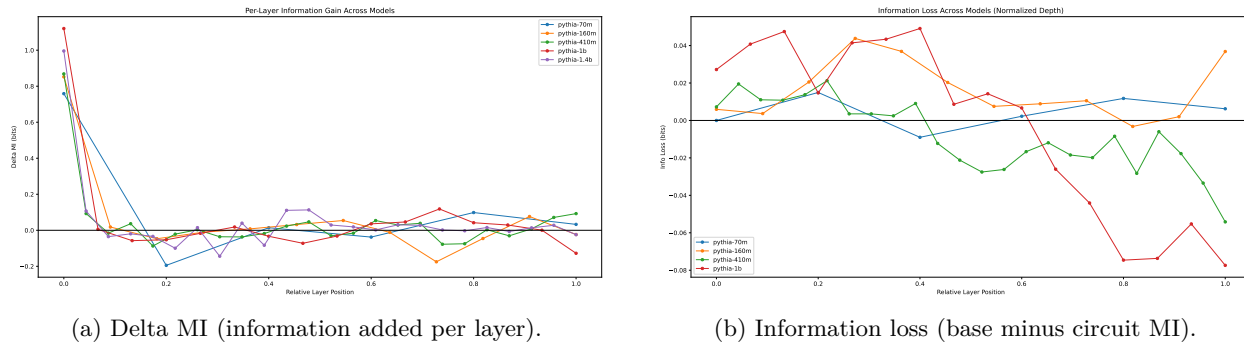 Per-Layer Information Gain Across Models
pythia-70m
pythia-160m
pythia-410m
pythia-1b
pythia-1.4b
Delta MI (bits)
1.0
0.8
0.6
0.4
0.2
0.0
−0.2
0.0 0.2 0.4 0.6 0.8 1.0
Relative Layer Position
(a) Delta MI (information added per layer).
Information Loss Across Models (Normalized Depth)
Info Loss (bits)
0.04
0.02
0.00
−0.02
−0.04
−0.06
−0.08
pythia-70m
pythia-160m
pythia-410m
pythia-1b
0.0 0.2 0.4 0.6 0.8 1.0
Relative Layer Position
(b) Information loss (base minus circuit MI).